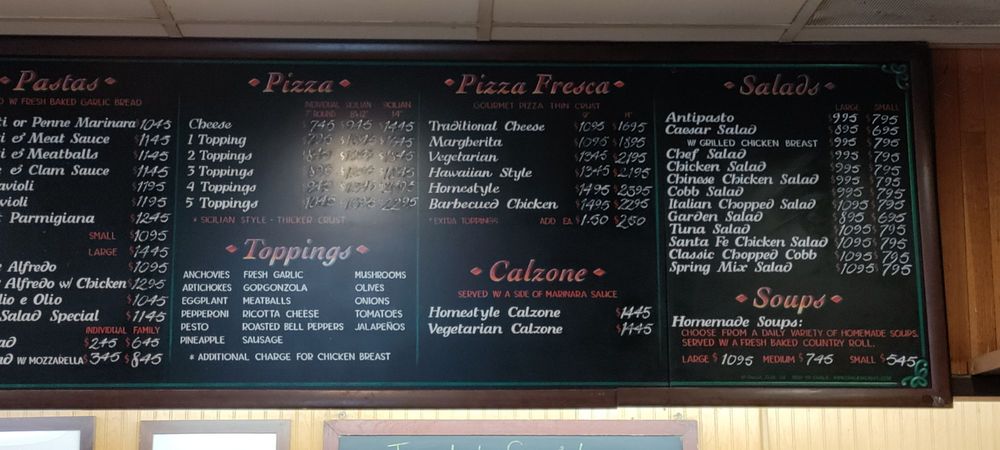 Pastas
W/ FRESH BAKED GARLIC BREAD
or Penne Marinara 1045
& Meat Sauce $1145
& Meatballs $1145
& Clam Sauce $1145
$1195
$1195
Parmigiana $1245
SMALL $1095
LARGE $1445
Alfredo $1095
Alfredo w/ Chicken $1295
e Olio $1045
Salad Special $1145
INDIVIDUAL FAMILY
$245 $645
W/ MOZZARELLA $345 $845
Pizza
INDIVIDUAL SICILIAN SICILIAN
7" ROUND 8X12" 14"
Cheese $745 $945 $1445
1 Topping
2 Toppings
3 Toppings
4 Toppings
5 Toppings 2295
* SICILIAN STYLE - THICKER CRUST
Toppings
ANCHOVIES FRESH GARLIC MUSHROOMS
ARTICHOKES GORGONZOLA OLIVES
EGGPLANT MEATBALLS ONIONS
PEPPERONI RICOTTA CHEESE TOMATOES
PESTO ROASTED BELL PEPPERS JALAPEÑOS
PINEAPPLE SAUSAGE
* ADDITIONAL CHARGE FOR CHICKEN BREAST
Pizza Fresca
GOURMET PIZZA THIN CRUST
Traditional Cheese $1095 $1695
Margherita $1095 $1895
Vegetarian $1345 $2195
Hawaiian Style $1345 $2195
Homestyle $1495 $2395
Barbecued Chicken $1495 $2295
*EXTRA TOPPINGS ADD EA. $1.50 $250
Calzone
SERVED W/ A SIDE OF MARINARA SAUCE
Homestyle Calzone $1445
Vegetarian Calzone $1145
Salads
LARGE SMALL
Antipasto $995 $795
Caesar Salad $895 $695
W/ GRILLED CHICKEN BREAST $995 $795
Chef Salad $995 $795
Chicken Salad $995 $795
Chinese Chicken Salad $995 $795
Cobb Salad $995 $795
Italian Chopped Salad $1095 $795
Garden Salad $895 $695
Tuna Salad $1095 $795
Santa Fe Chicken Salad $1095 $795
Classic Chopped Cobb $1095 $795
Spring Mix Salad $1095 $795
Soups
Homemade Soups:
CHOOSE FROM A DAILY VARIETY OF HOMEMADE SOUPS.
SERVED W/ A FRESH BAKED COUNTRY ROLL.
LARGE $1095 MEDIUM $745 SMALL $545